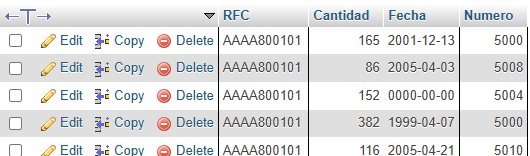 RFC Cantidad Fecha Numero
Edit Copy Delete AAAA800101 165 2001-12-13 5000
Edit Copy Delete AAAA800101 86 2005-04-03 5008
Edit Copy Delete AAAA800101 152 0000-00-00 5004
Edit Copy Delete AAAA800101 382 1999-04-07 5000
Edit Copy Delete AAAA800101 116 2005-04-21 5010